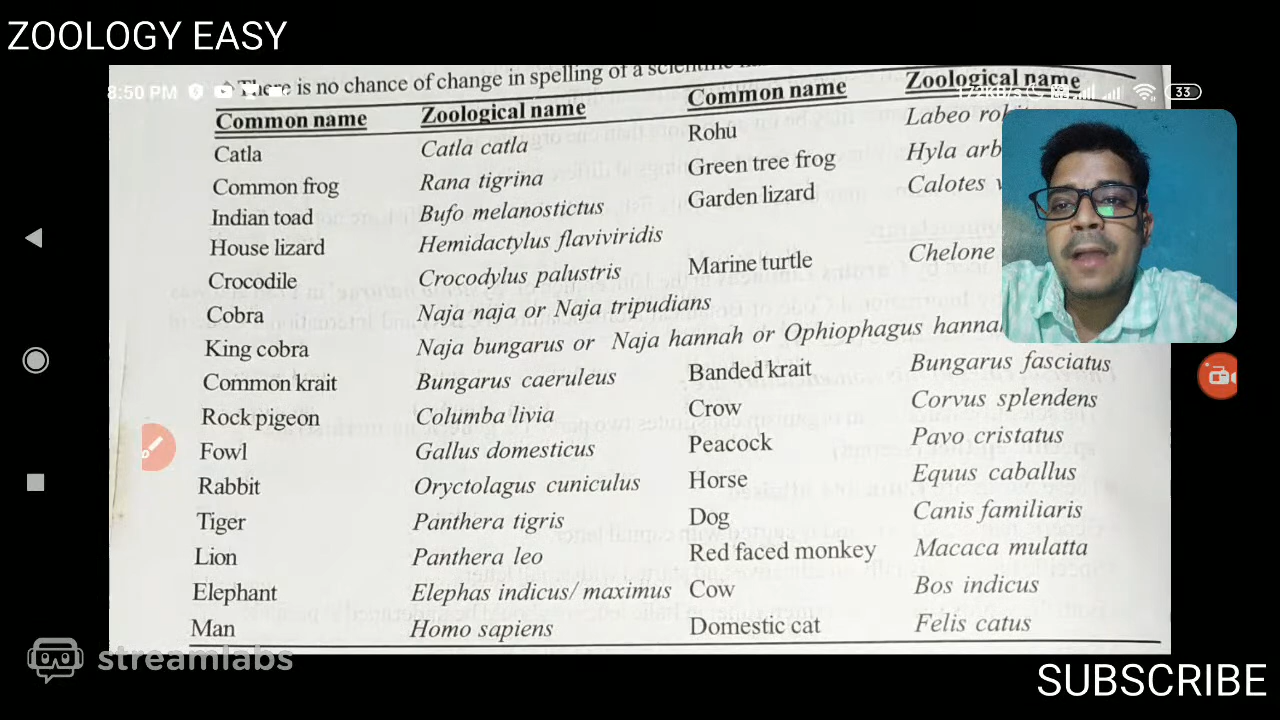 ZOOLOGY EASY
There is no chance of change in spelling of a scientific
8:50 PM
33
Common name Zoological name Common name Zoological name
Catla Catla catla Rohu Labeo
Common frog Rana tigrina Green tree frog Hyla
Indian toad Bufo melanostictus Garden lizard Calotes
House lizard Hemidactylus flaviviridis
Crocodile Crocodylus palustris Marine turtle Chelone
Cobra Naja naja or Naja tripudians
King cobra Naja bungarus or Naja hannah or Ophiophagus
Common krait Bungarus caeruleus Banded krait Bungarus fasciatus
Rock pigeon Columba livia Crow Corvus splendens
Fowl Gallus domesticus Peacock Pavo cristatus
Rabbit Oryctolagus cuniculus Horse Equus caballus
Tiger Panthera tigris Dog Canis familiaris
Lion Panthera leo Red faced monkey Macaca mulatta
Elephant Elephas indicus/ maximus Cow Bos indicus
Man Homo sapiens Domestic cat Felis catus
streamlabs
SUBSCRIBE